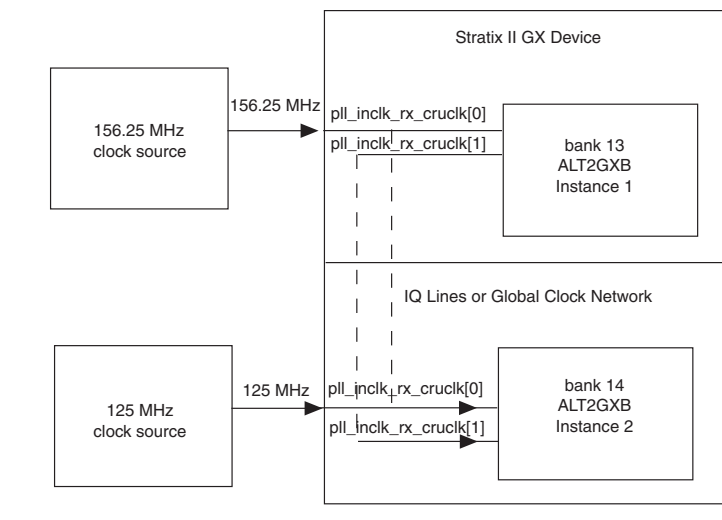 Stratix II GX Device
156.25 MHz
clock source
156.25 MHz
pll_inclk_rx_cruclk[0]
pll_inclk_rx_cruclk[1]
bank 13
ALT2GXB
Instance 1
IQ Lines or Global Clock Network
125 MHz
clock source
125 MHz
pll_inclk_rx_cruclk[0]
pll_inclk_rx_cruclk[1]
bank 14
ALT2GXB
Instance 2